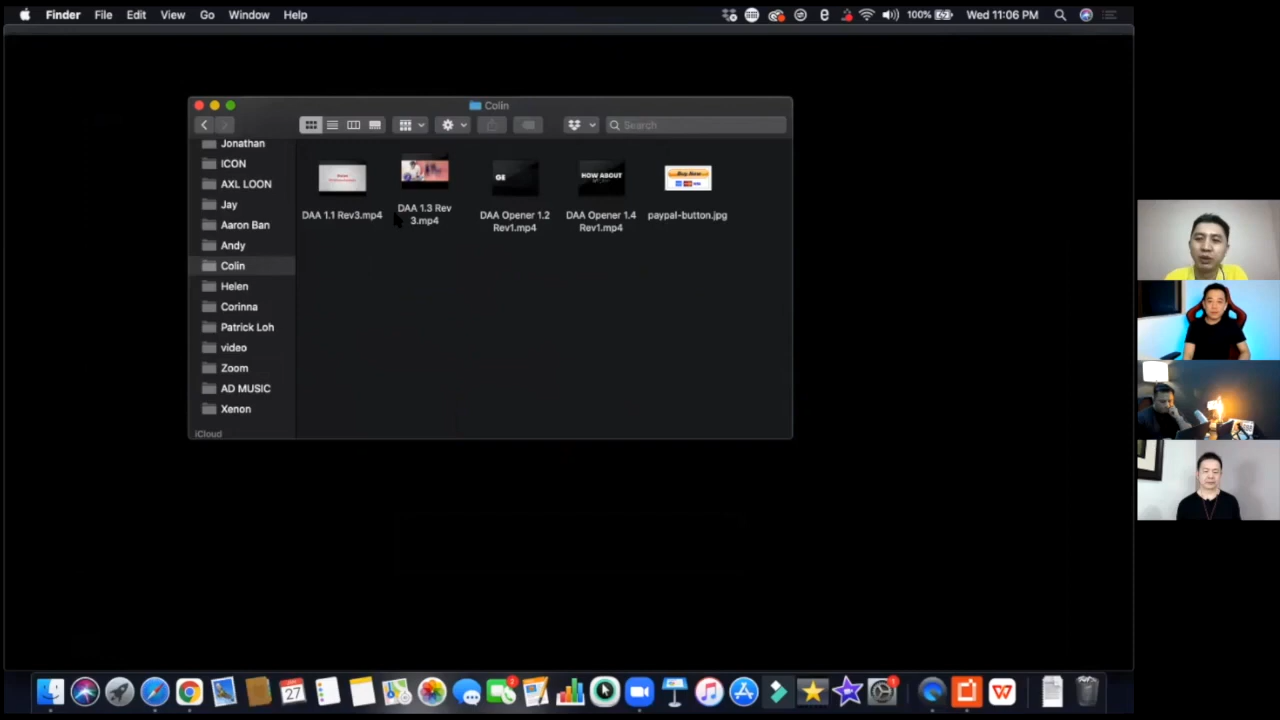 Finder File Edit View Go Window Help 100% Wed 11:06 PM
Colin
Search
Jonathan
ICON
AXL LOON
Jay
Aaron Ban
Andy
Colin
Helen
Corinna
Patrick Loh
video
Zoom
AD MUSIC
Xenon
iCloud
GE
HOW ABOUT
Buy Now
DAA 1.1 Rev3.mp4
DAA 1.3 Rev
3.mp4
DAA Opener 1.2
Rev1.mp4
DAA Opener 1.4
Rev1.mp4
paypal-button.jpg
27